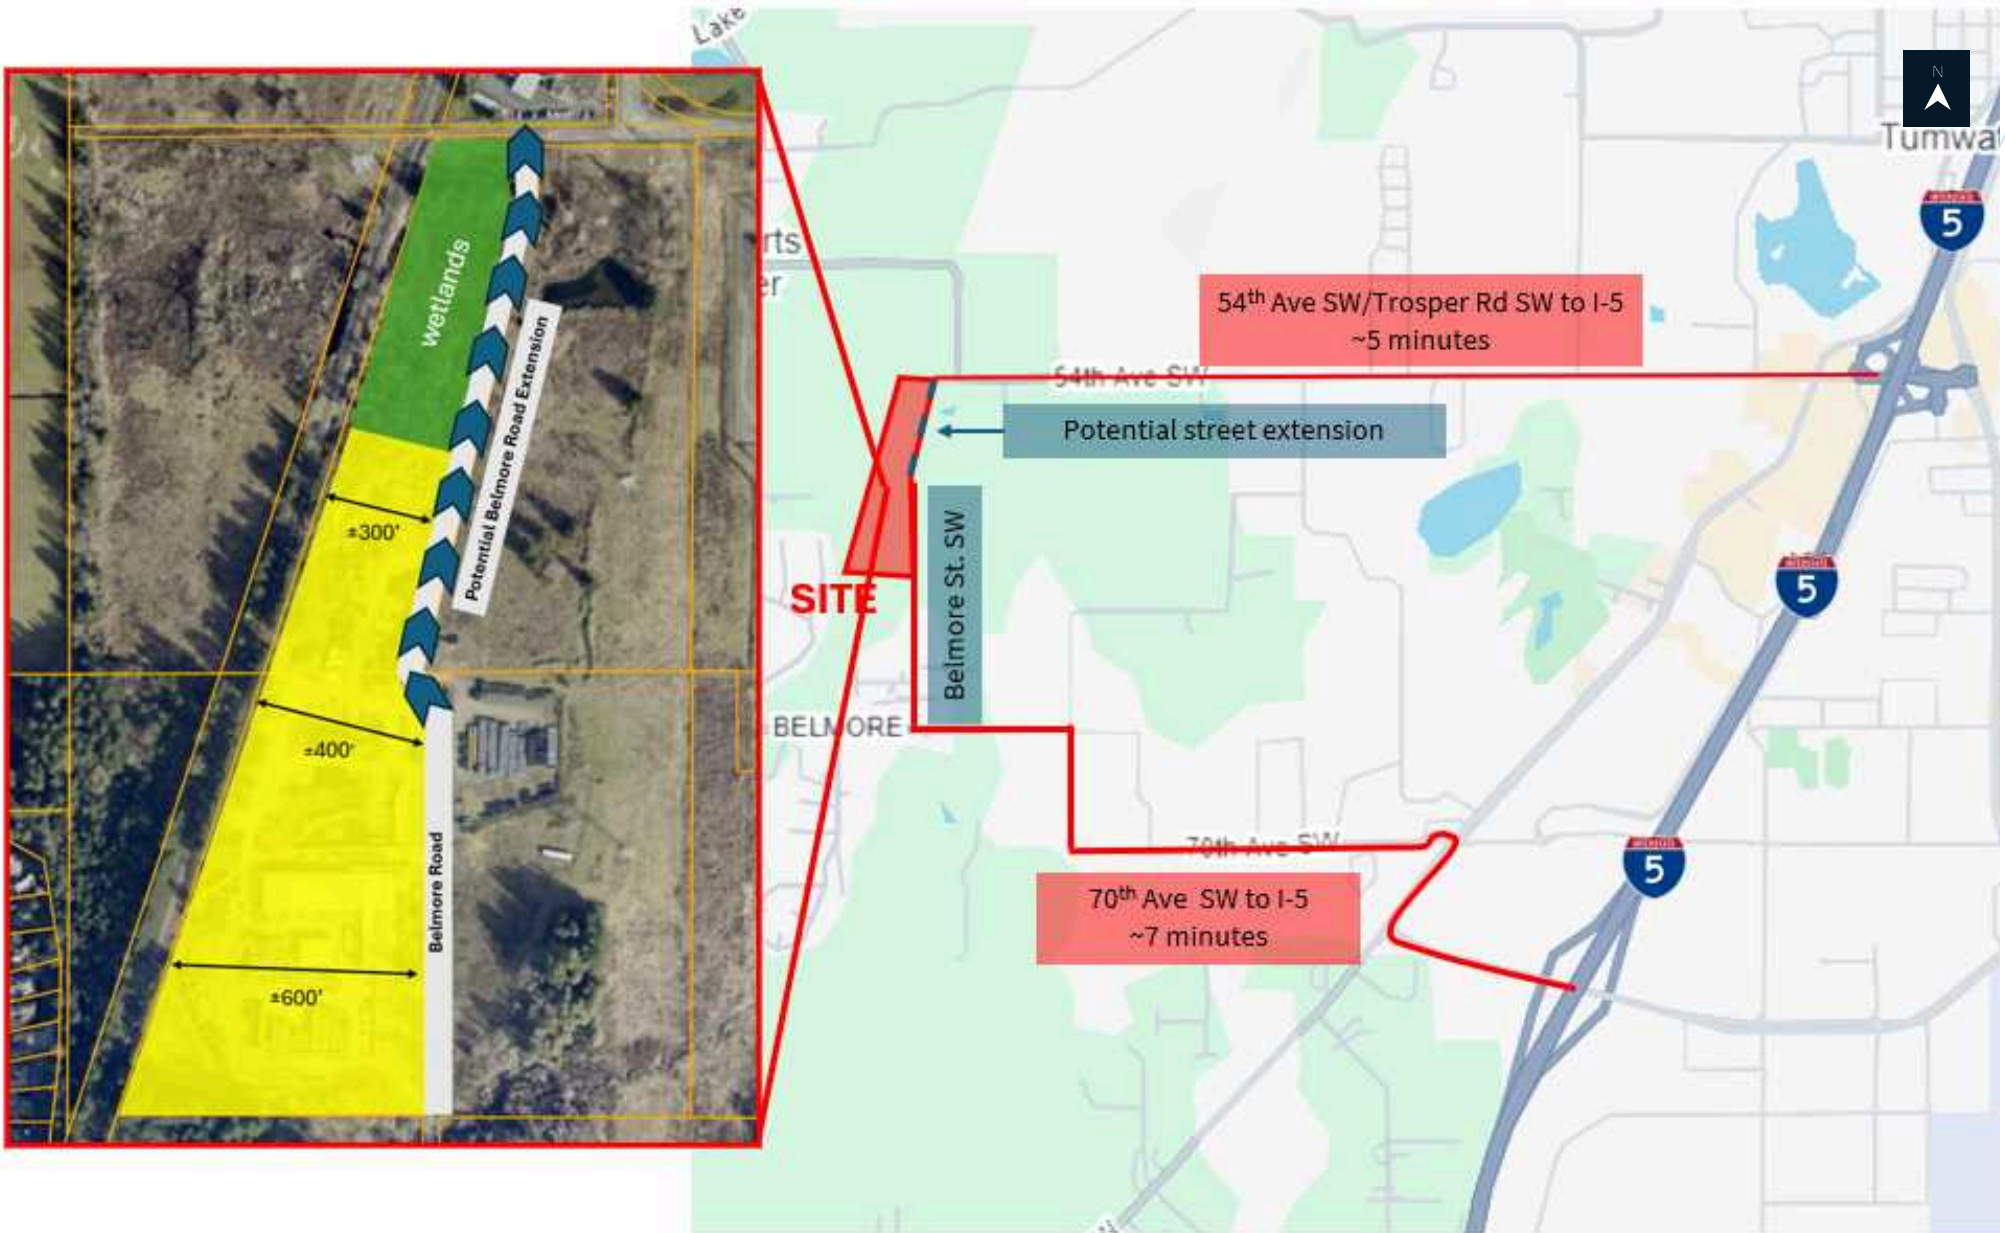 Lake
N
Tumwat
5
rts
er
54th Ave SW/Trosper Rd SW to I-5
~5 minutes
54th Ave SW
Potential street extension
wetlands
Potential Belmore Road Extension
±300'
Belmore St. SW
5
SITE
BELMORE
±400'
Belmore Road
70th Ave SW
5
70th Ave SW to I-5
~7 minutes
±600'